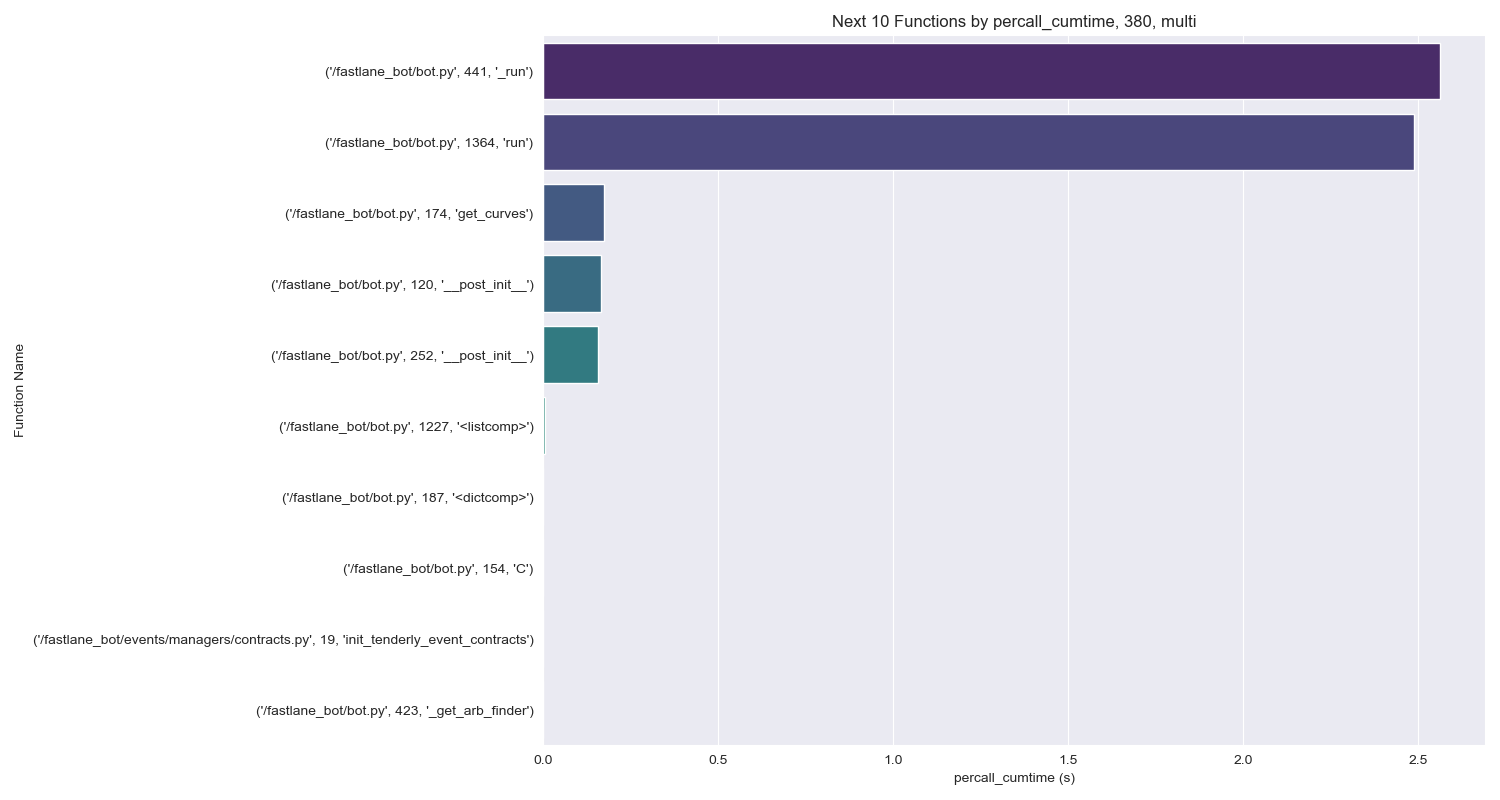 Next 10 Functions by percall_cumtime, 380, multi
Function Name
('/fastlane_bot/bot.py', 441, '_run')
('/fastlane_bot/bot.py', 1364, 'run')
('/fastlane_bot/bot.py', 174, 'get_curves')
('/fastlane_bot/bot.py', 120, '__post_init__')
('/fastlane_bot/bot.py', 252, '__post_init__')
('/fastlane_bot/bot.py', 1227, '<listcomp>')
('/fastlane_bot/bot.py', 187, '<dictcomp>')
('/fastlane_bot/bot.py', 154, 'C')
('/fastlane_bot/events/managers/contracts.py', 19, 'init_tenderly_event_contracts')
('/fastlane_bot/bot.py', 423, '_get_arb_finder')
0.0 0.5 1.0 1.5 2.0 2.5
percall_cumtime (s)